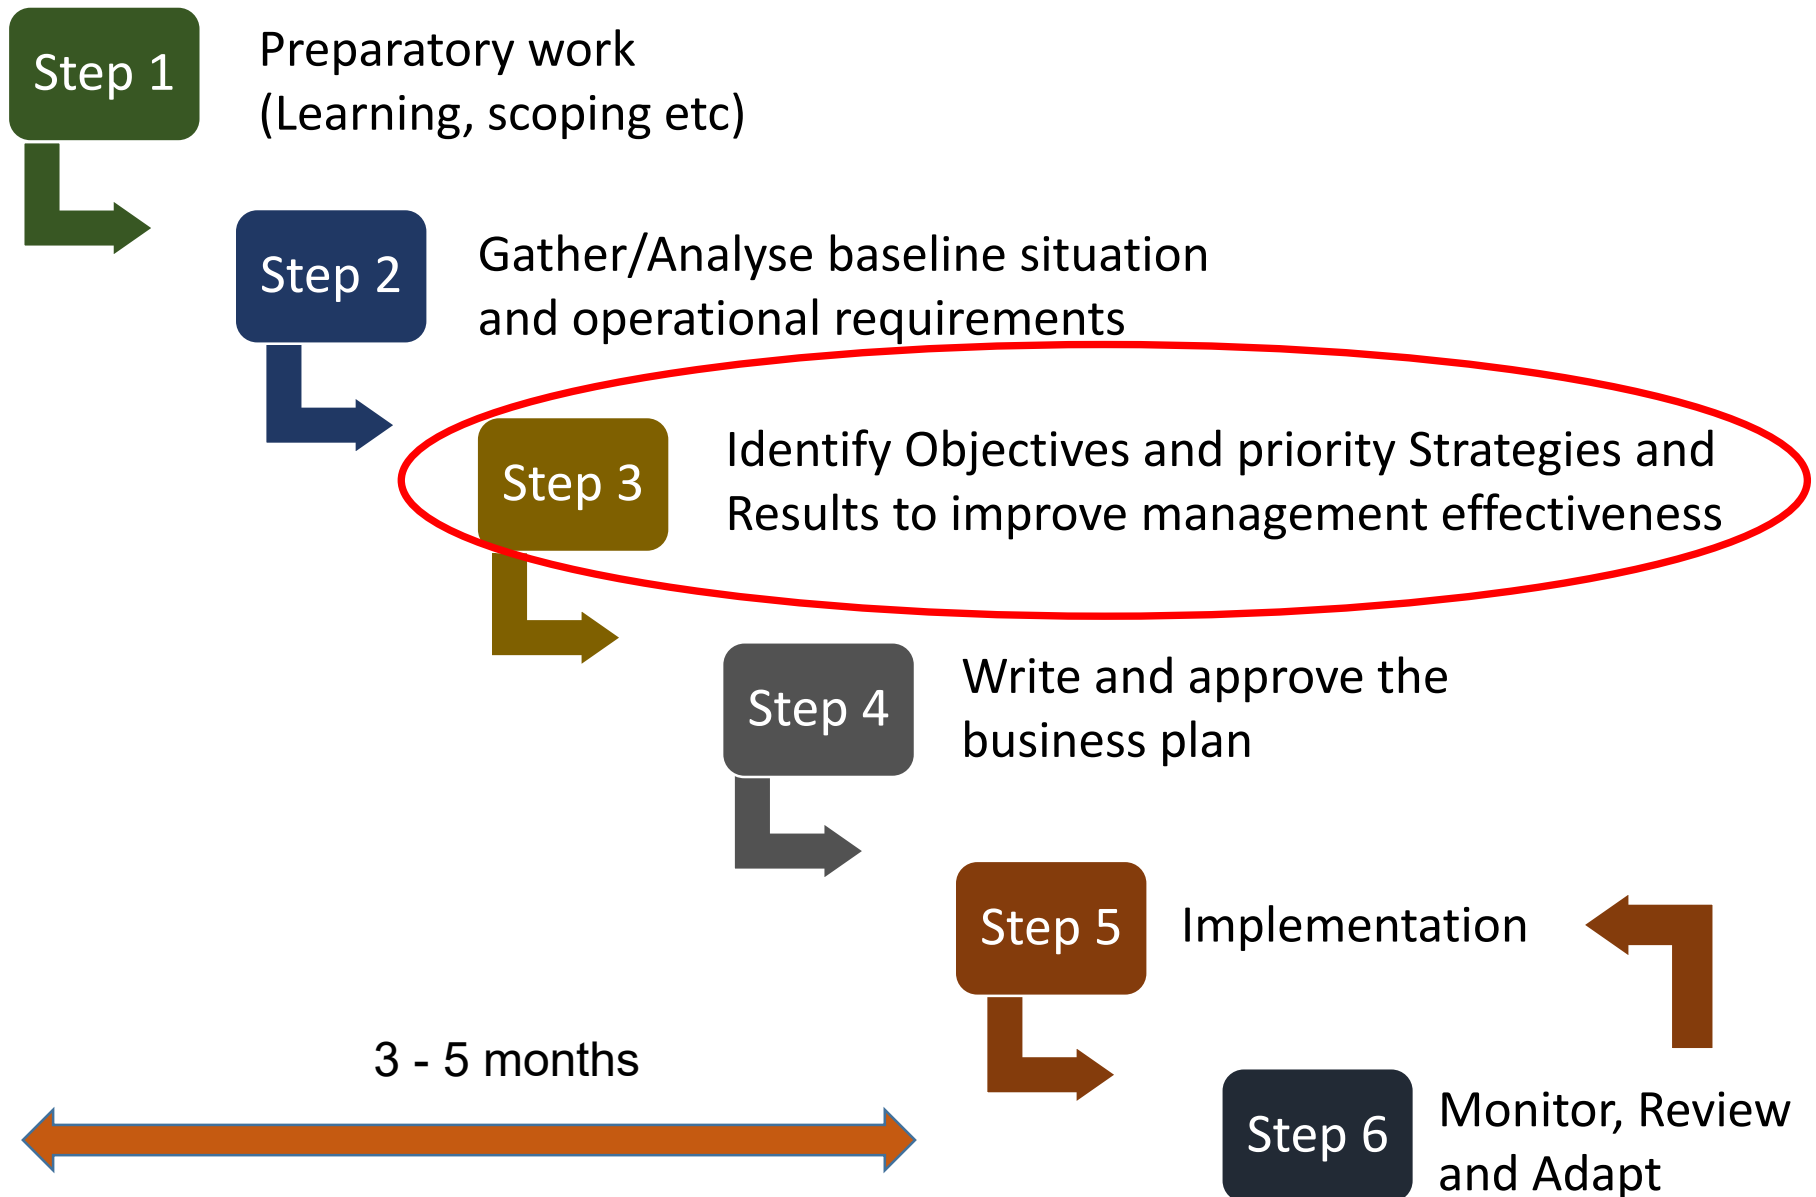 Step 1
Preparatory work
(Learning, scoping etc)
Step 2
Gather/Analyse baseline situation
and operational requirements
Step 3
Identify Objectives and priority Strategies and
Results to improve management effectiveness
Step 4
Write and approve the
business plan
Step 5
Implementation
3 - 5 months
Step 6
Monitor, Review
and Adapt